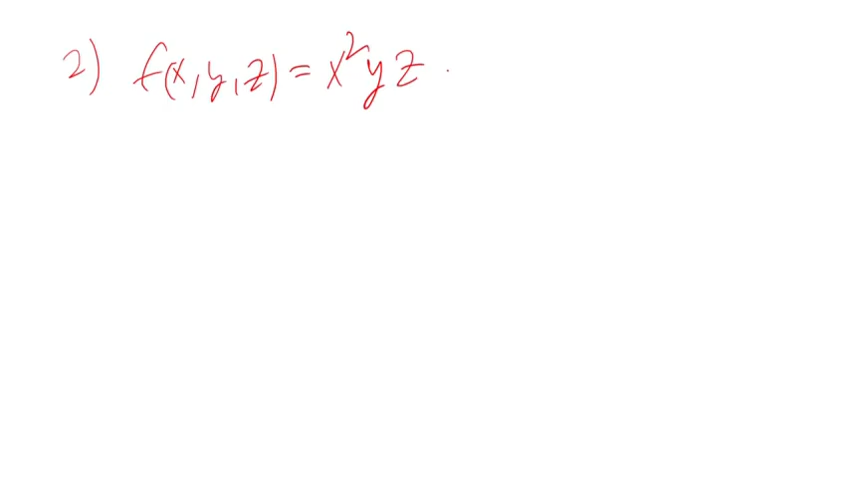 2) f(x,y,z) = x²yz